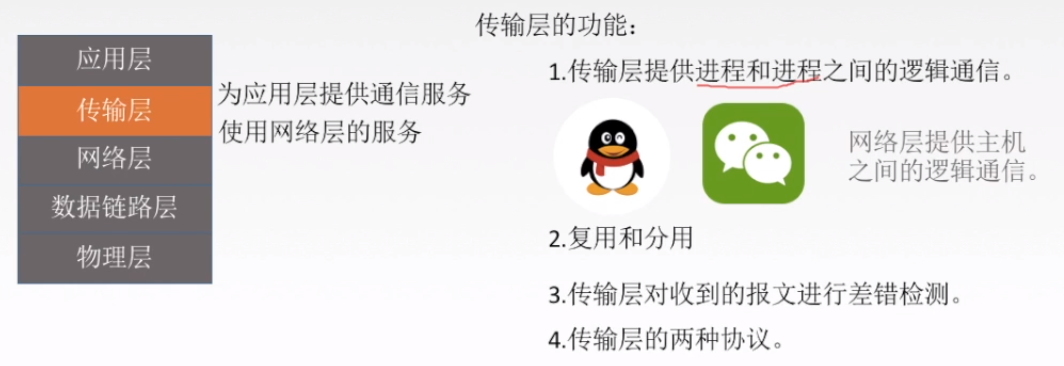 传输层的功能：
应用层
传输层
网络层
数据链路层
物理层
为应用层提供通信服务
使用网络层的服务
1.传输层提供进程和进程之间的逻辑通信。
网络层提供主机
之间的逻辑通信。
2.复用和分用
3.传输层对收到的报文进行差错检测。
4.传输层的两种协议。